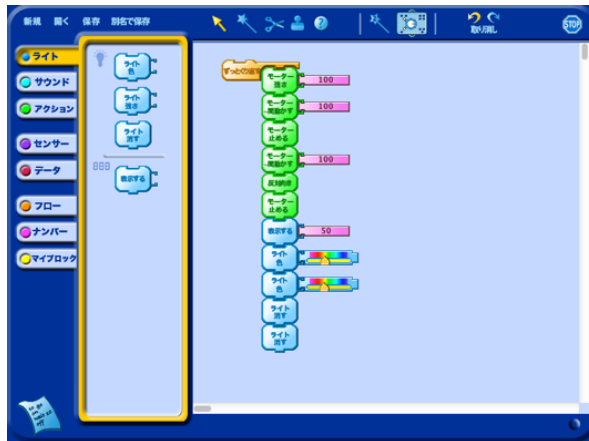 新規 開く 保存 別名で保存
取り消し
STOP
ライト
サウンド
アクション
センサー
データ
フロー
ナンバー
マイブロック
ライト
色
ライト
強さ
ライト
消す
888
表示する
ずっとくり返す
モーター
強さ
100
モーター
間動かす
100
モーター
止める
モーター
間動かす
100
反対向き
モーター
止める
表示する
50
ライト
色
ライト
色
ライト
消す
ライト
消す